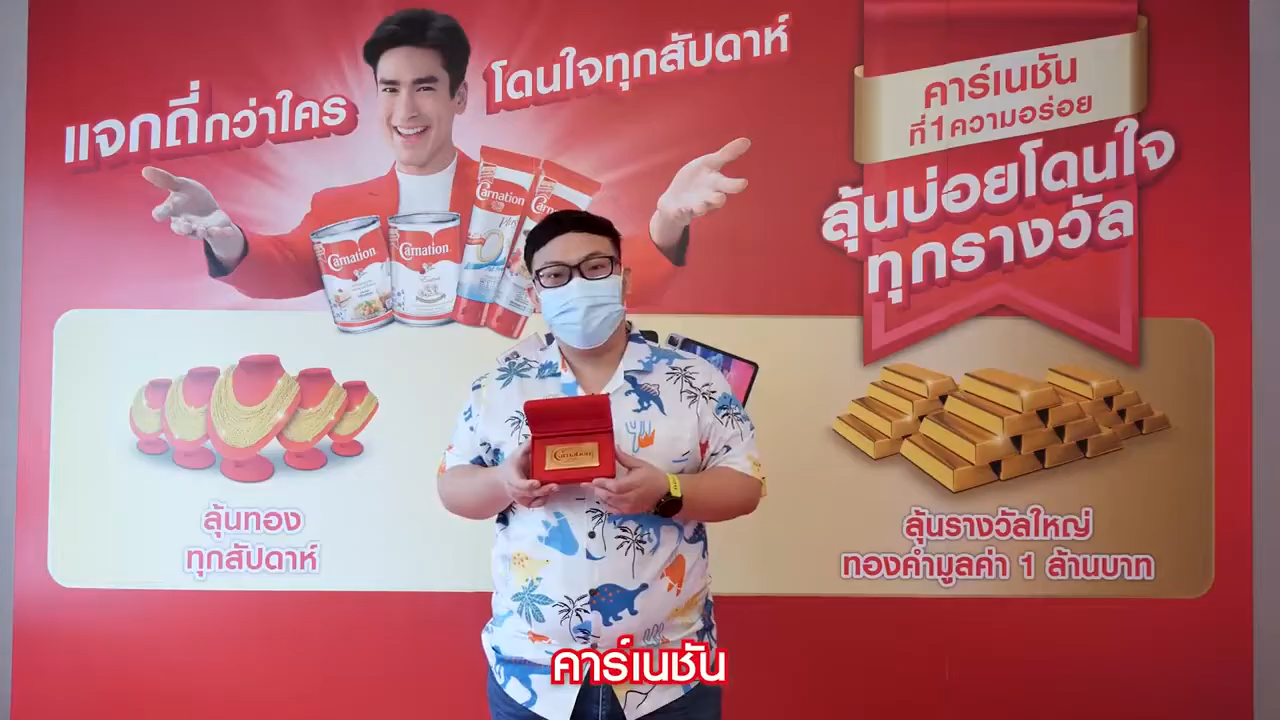 แจกถี่กว่าใคร
โดนใจทุกสัปดาห์
คาร์เนชัน
ที่1ความอร่อย
ลุ้นบ่อยโดนใจ
ทุกรางวัล
Carnation
Carnation
Carnation
Plus
ลุ้นทอง
ทุกสัปดาห์
Carnation
ลุ้นรางวัลใหญ่
ทองคำมูลค่า 1 ล้านบาท
คาร์เนชัน